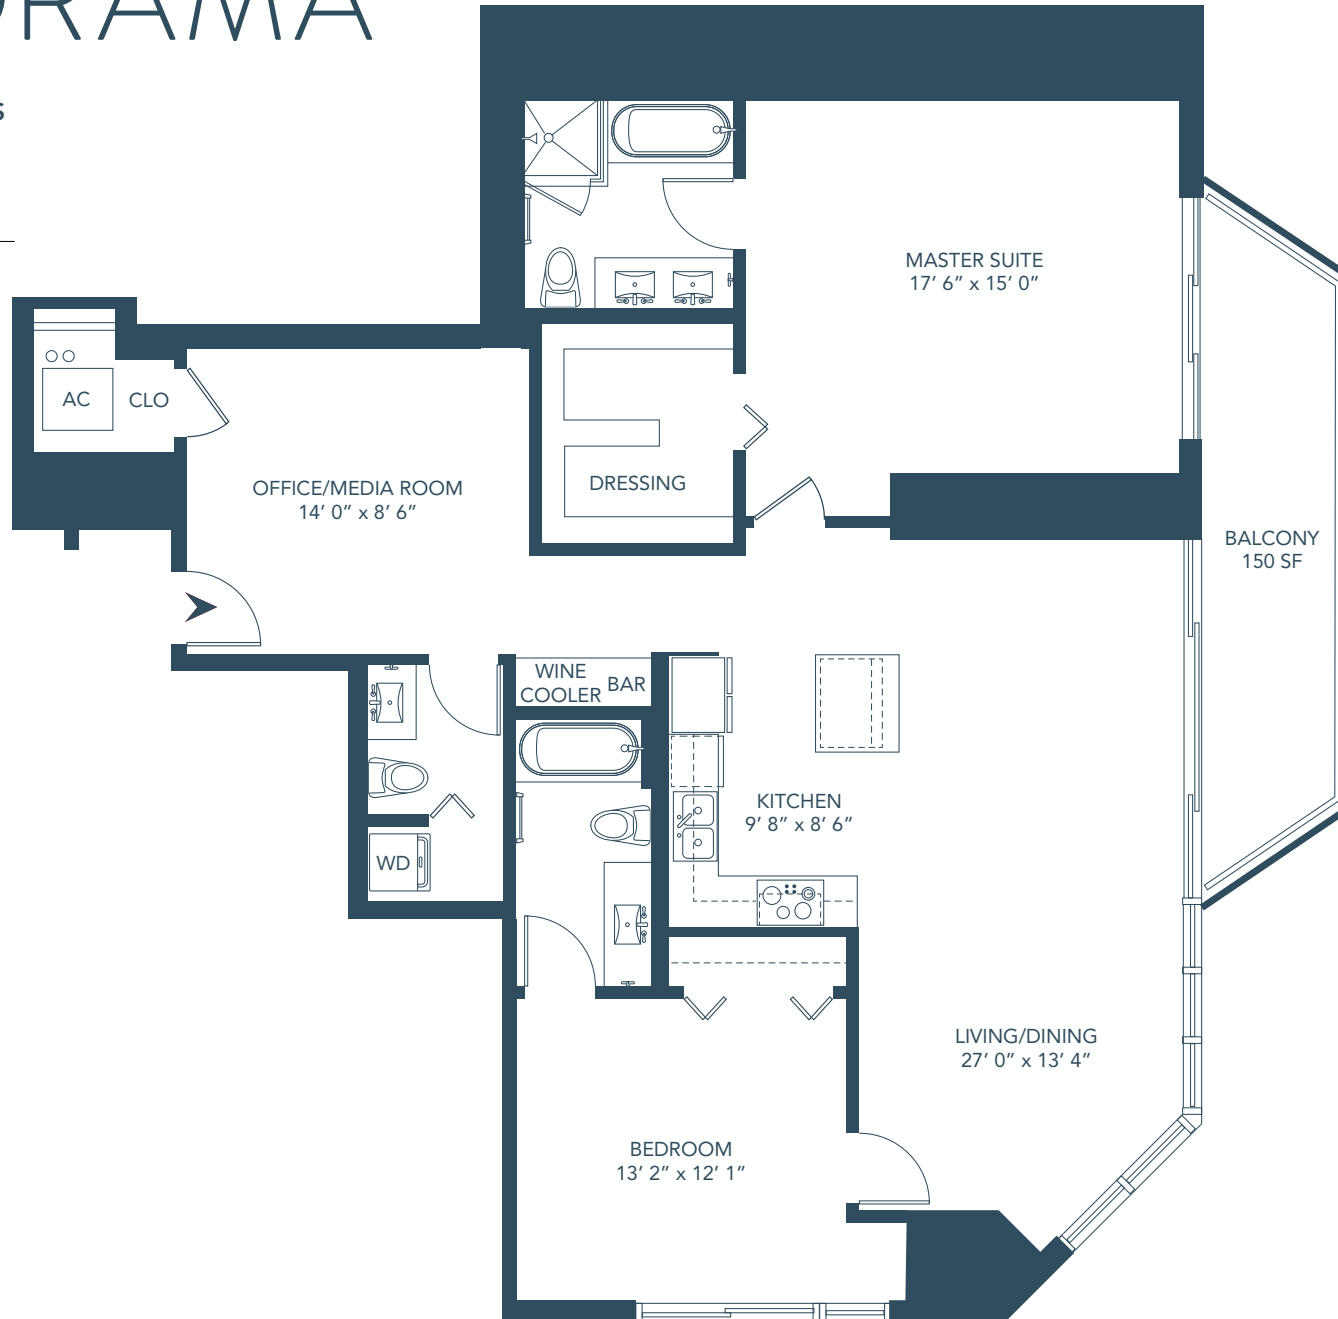 MASTER SUITE
17' 6" x 15' 0"
AC
CLO
OFFICE/MEDIA ROOM
14' 0" x 8' 6"
DRESSING
BALCONY
150 SF
WINE
COOLER
BAR
KITCHEN
9' 8" x 8' 6"
WD
LIVING/DINING
27' 0" x 13' 4"
BEDROOM
13' 2" x 12' 1"